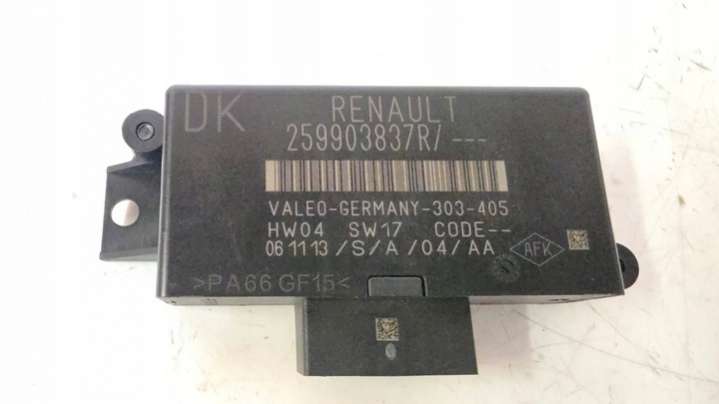 DK
RENAULT
259903837R/ ---
VALEO-GERMANY-303-405
HW04 SW17 CODE--
061113/S/A/04/AA
AFK
>PA66 GF15<